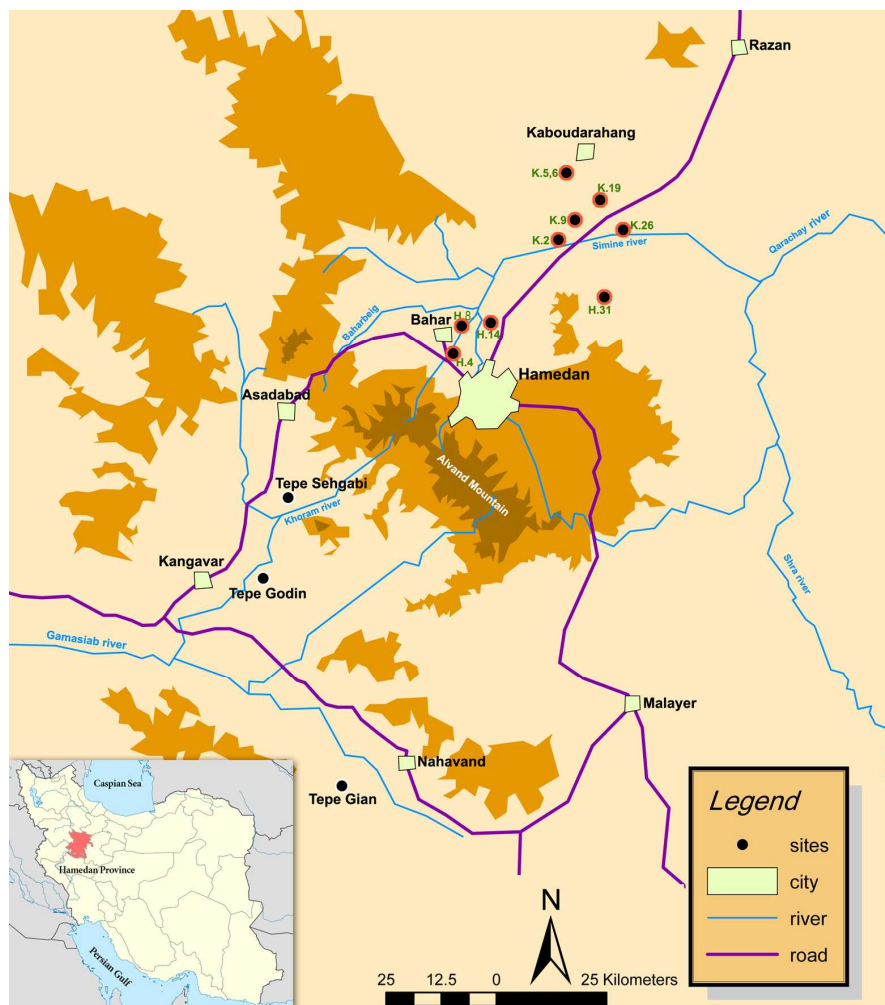 Razan
Kaboudarahang
K.5,6
K.19
K.9
K.26
K.2
Simine river
Qarachay river
H.31
Baharbeig
Bahar
H.8
H.14
H.4
Hamedan
Asadabad
Alvand Mountain
Tepe Sehgabi
Khoram river
Kangavar
Tepe Godin
Shra river
Gamasiab river
Malayer
Nahavand
Tepe Gian
Caspian Sea
Hamedan Province
Persian Gulf
Legend
sites
city
river
road
N
25 12.5 0 25 Kilometers